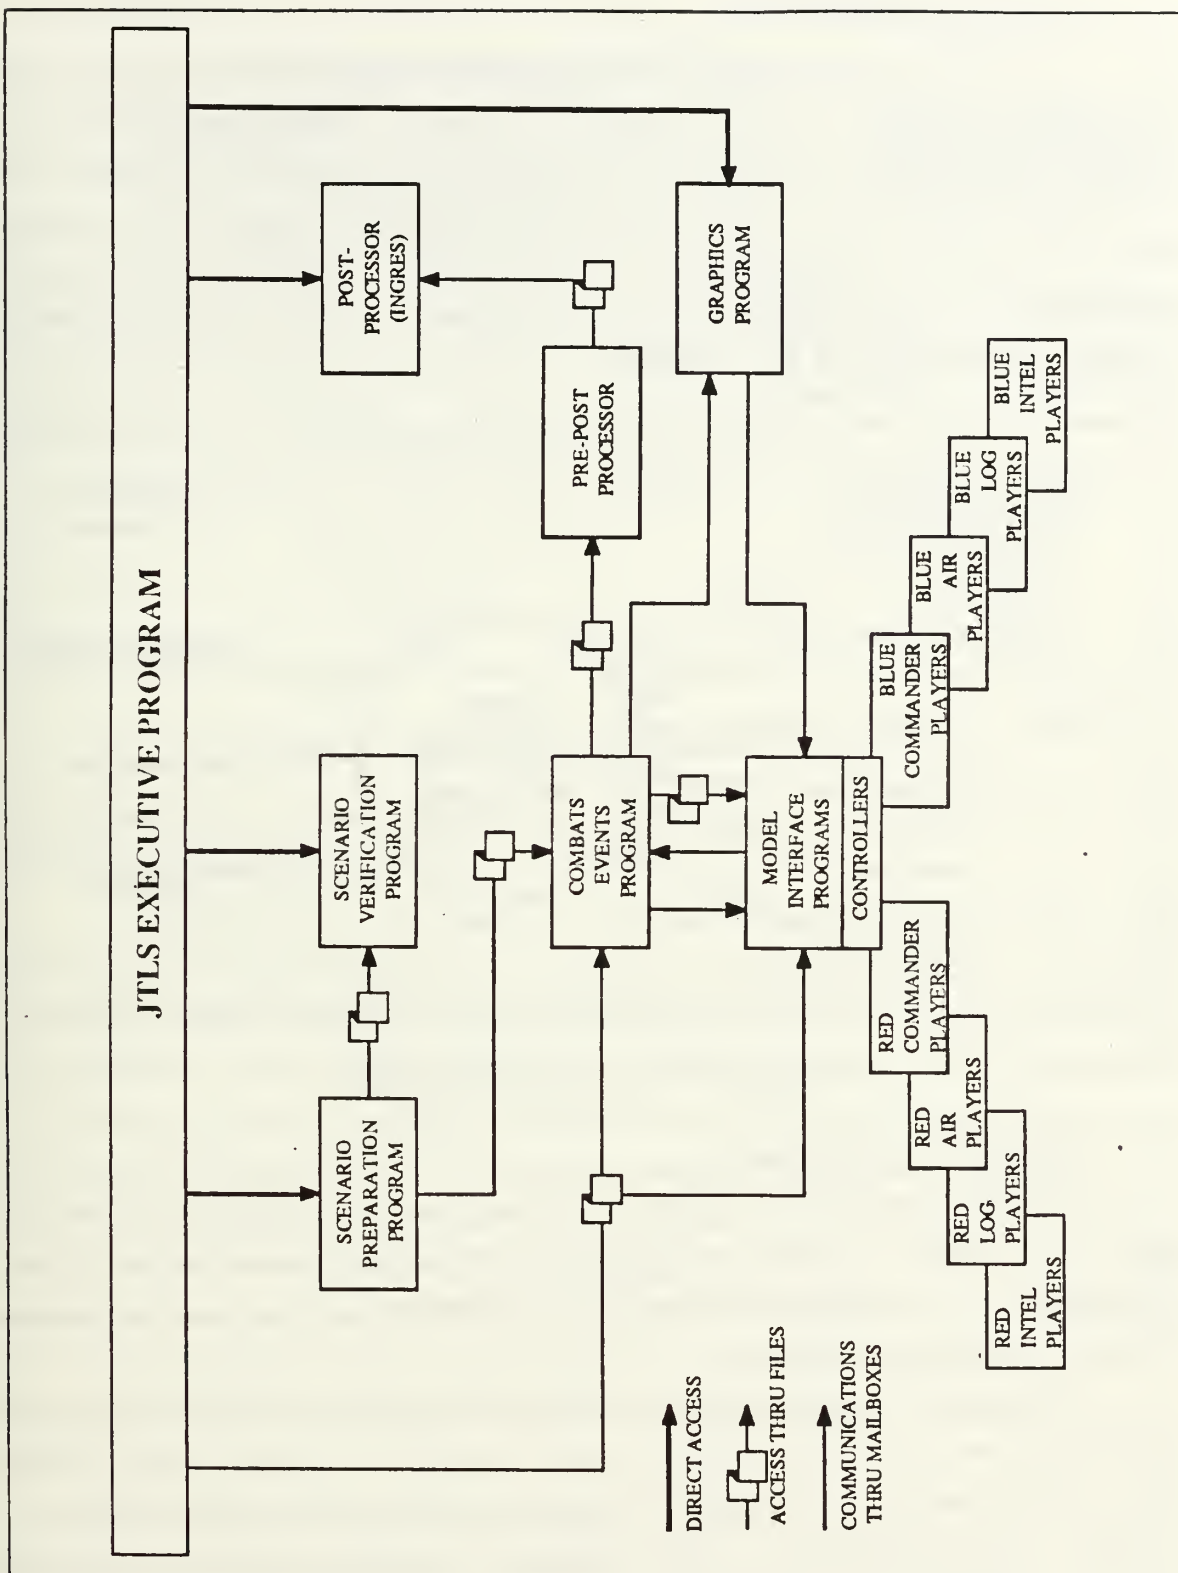 JTLS EXECUTIVE PROGRAM
SCENARIO
PREPARATION
PROGRAM
SCENARIO
VERIFICATION
PROGRAM
POST-
PROCESSOR
(INGRES)
COMBATS
EVENTS
PROGRAM
PRE-POST
PROCESSOR
MODEL
INTERFACE
PROGRAMS
CONTROLLERS
GRAPHICS
PROGRAM
RED
COMMANDER
PLAYERS
RED
AIR
PLAYERS
RED
LOG
PLAYERS
RED
INTEL
PLAYERS
BLUE
COMMANDER
PLAYERS
BLUE
AIR
PLAYERS
BLUE
LOG
PLAYERS
BLUE
INTEL
PLAYERS
DIRECT ACCESS
ACCESS THRU FILES
COMMUNICATIONS
THRU MAILBOXES